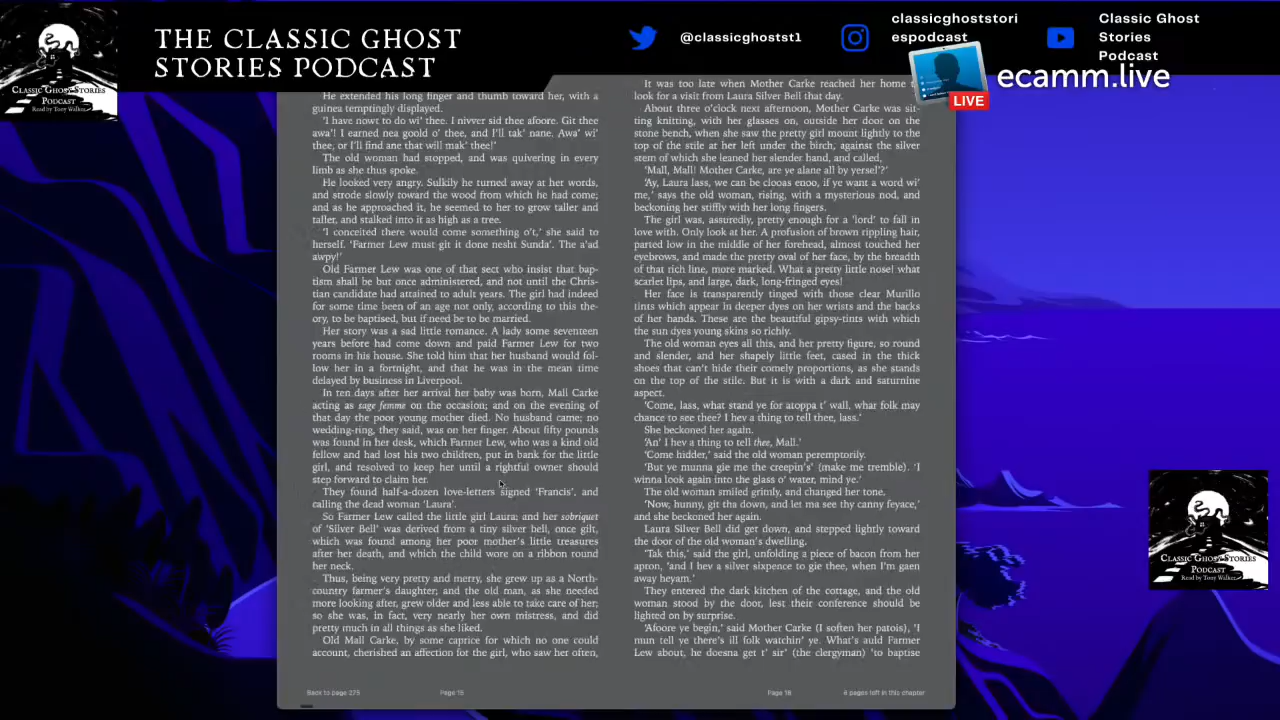 THE CLASSIC GHOST
STORIES PODCAST
CLASSIC GHOST STORIES
PODCAST
Read by Tony Walker
@classicghostst1
classicghoststori
espodcast
Classic Ghost
Stories
Podcast
ecamm.live
LIVE
He extended his long finger and thumb toward her, with a
guinea temptingly displayed.
'I have nowt to do wi' thee. I nivver sid thee afoore. Git thee
awa'! I earned nea goold o' thee, and I'll tak' nane. Awa' wi'
thee; or I'll find ane that will mak' thee!'
The old woman had stopped, and was quivering in every
limb as she thus spoke.
He looked very angry. Sulkily he turned away at her words,
and strode slowly toward the wood from which he had come;
and as he approached it, he seemed to her to grow taller and
taller, and stalked into it as high as a tree.
'I conceited there would come something o't,' she said to
herself. 'Farmer Lew must git it done nesht Sunda'. The a'ad
awpy!'
Old Farmer Lew was one of that sect who insist that bap-
tism shall be but once administered, and not until the Chris-
tian candidate had attained to adult years. The girl had indeed
for some time been of an age not only, according to this the-
ory, to be baptised, but if need be to be married.
Her story was a sad little romance. A lady some seventeen
years before had come down and paid Farmer Lew for two
rooms in his house. She told him that her husband would fol-
low her in a fortnight, and that he was in the mean time
delayed by business in Liverpool.
In ten days after her arrival her baby was born, Mall Carke
acting as sage femme on the occasion; and on the evening of
that day the poor young mother died. No husband came; no
wedding-ring, they said, was on her finger. About fifty pounds
was found in her desk, which Farmer Lew, who was a kind old
fellow and had lost his two children, put in bank for the little
girl, and resolved to keep her until a rightful owner should
step forward to claim her.
They found half-a-dozen love-letters signed 'Francis', and
calling the dead woman 'Laura'.
So Farmer Lew called the little girl Laura; and her sobriquet
of 'Silver Bell' was derived from a tiny silver bell, once gilt,
which was found among her poor mother's little treasures
after her death, and which the child wore on a ribbon round
her neck.
Thus, being very pretty and merry, she grew up as a North-
country farmer's daughter; and the old man, as she needed
more looking after, grew older and less able to take care of her;
so she was, in fact, very nearly her own mistress, and did
pretty much in all things as she liked.
Old Mall Carke, by some caprice for which no one could
account, cherished an affection for the girl, who saw her often,
It was too late when Mother Carke reached her home t
look for a visit from Laura Silver Bell that day.
About three o'clock next afternoon, Mother Carke was sit-
ting knitting, with her glasses on, outside her door on the
stone bench, when she saw the pretty girl mount lightly to the
top of the stile at her left under the birch, against the silver
stem of which she leaned her slender hand, and called,
'Mall, Mall! Mother Carke, are ye alane all by yersel'?'
'Ay, Laura lass, we can be clooas enoo, if ye want a word wi'
me,' says the old woman, rising, with a mysterious nod, and
beckoning her stiffly with her long fingers.
The girl was, assuredly, pretty enough for a 'lord' to fall in
love with. Only look at her. A profusion of brown rippling hair,
parted low in the middle of her forehead, almost touched her
eyebrows, and made the pretty oval of her face, by the breadth
of that rich line, more marked. What a pretty little nose! what
scarlet lips, and large, dark, long-fringed eyes!
Her face is transparently tinged with those clear Murillo
tints which appear in deeper dyes on her wrists and the backs
of her hands. These are the beautiful gipsy-tints with which
the sun dyes young skins so richly.
The old woman eyes all this, and her pretty figure, so round
and slender, and her shapely little feet, cased in the thick
shoes that can't hide their comely proportions, as she stands
on the top of the stile. But it is with a dark and saturnine
aspect.
'Come, lass, what stand ye for atoppa t' wall, whar folk may
chance to see thee? I hev a thing to tell thee, lass.'
She beckoned her again.
'An' I hev a thing to tell thee, Mall.'
'Come hidder,' said the old woman peremptorily.
'But ye munna gie me the creepin's' (make me tremble). 'I
winna look again into the glass o' water, mind ye.'
The old woman smiled grimly, and changed her tone.
'Now, hunny, git tha down, and let ma see thy canny feyace,'
and she beckoned her again.
Laura Silver Bell did get down, and stepped lightly toward
the door of the old woman's dwelling.
'Tak this,' said the girl, unfolding a piece of bacon from her
apron, 'and I hev a silver sixpence to gie thee, when I'm gaen
away heyam.'
They entered the dark kitchen of the cottage, and the old
woman stood by the door, lest their conference should be
lighted on by surprise.
'Afoore ye begin,' said Mother Carke (I soften her patois), 'I
mun tell ye there's ill folk watchin' ye. What's auld Farmer
Lew about, he doesna get t' sir' (the clergyman) 'to baptise
Back to page 275
Page 15
Page 16
4 pages left in this chapter
CLASSIC GHOST STORIES
PODCAST
Read by Tony Walker